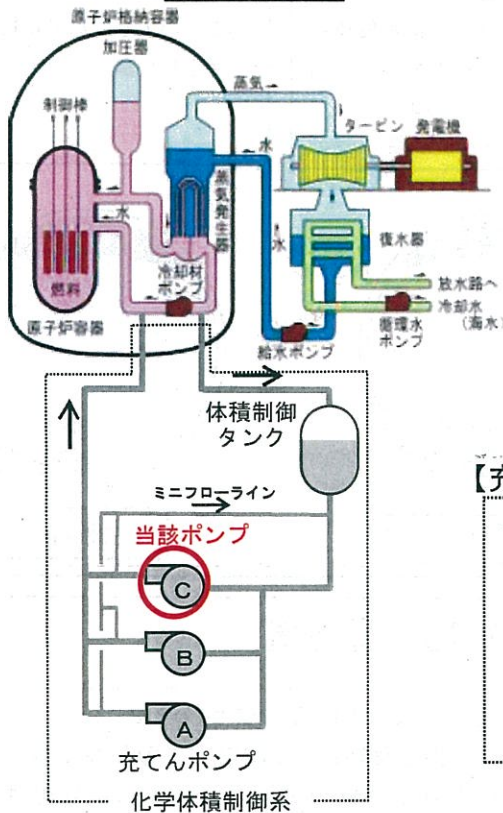 原子炉格納容器
加圧器
制御棒
蒸気
タービン
発電機
水
水
蒸気発生器
水
復水器
冷却材
ポンプ
燃料
原子炉容器
放水路へ
冷却水
(海水)
循環水
ポンプ
給水ポンプ
体積制御
タンク
ミニフローライン
当該ポンプ
C
B
A
充てんポンプ
化学体積制御系
【充